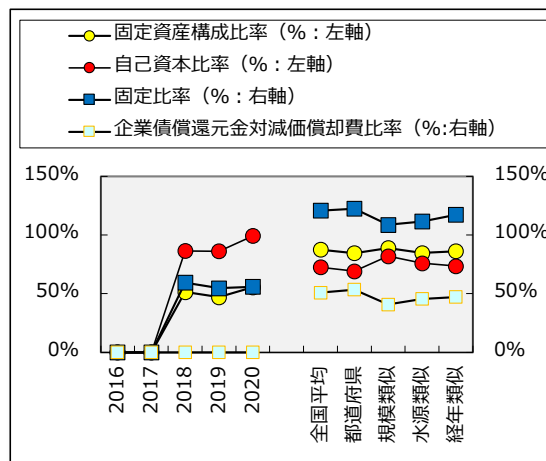 固定資産構成比率（%：左軸）
自己資本比率（%：左軸）
固定比率（%：右軸）
企業債償還元金対減価償却費比率（%:右軸）
150% 150%
100% 100%
50% 50%
0% 0%
2016 2017 2018 2019 2020 全国平均 都道府県 規模類似 水源類似 経年類似